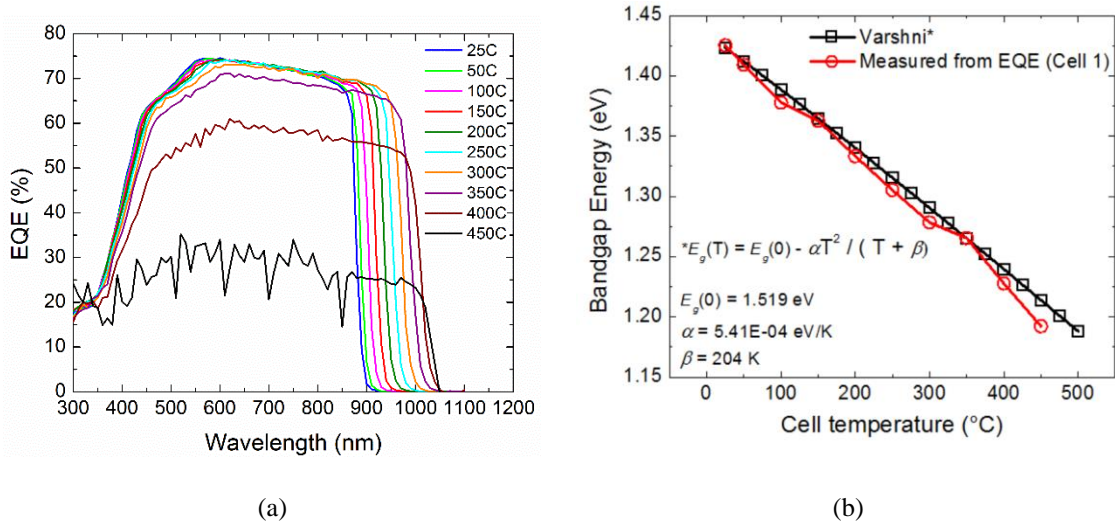 80
70
60
50
40
30
20
10
0
EQE (%)
300 400 500 600 700 800 900 1000 1100 1200
Wavelength (nm)
25C
50C
100C
150C
200C
250C
300C
350C
400C
450C
(a)
1.45
1.40
1.35
1.30
1.25
1.20
1.15
Bandgap Energy (eV)
0 100 200 300 400 500
Cell temperature (°C)
Varshni*
Measured from EQE (Cell 1)
*E_g(T) = E_g(0) - αT² / ( T + β)
E_g(0) = 1.519 eV
α = 5.41E-04 eV/K
β = 204 K
(b)